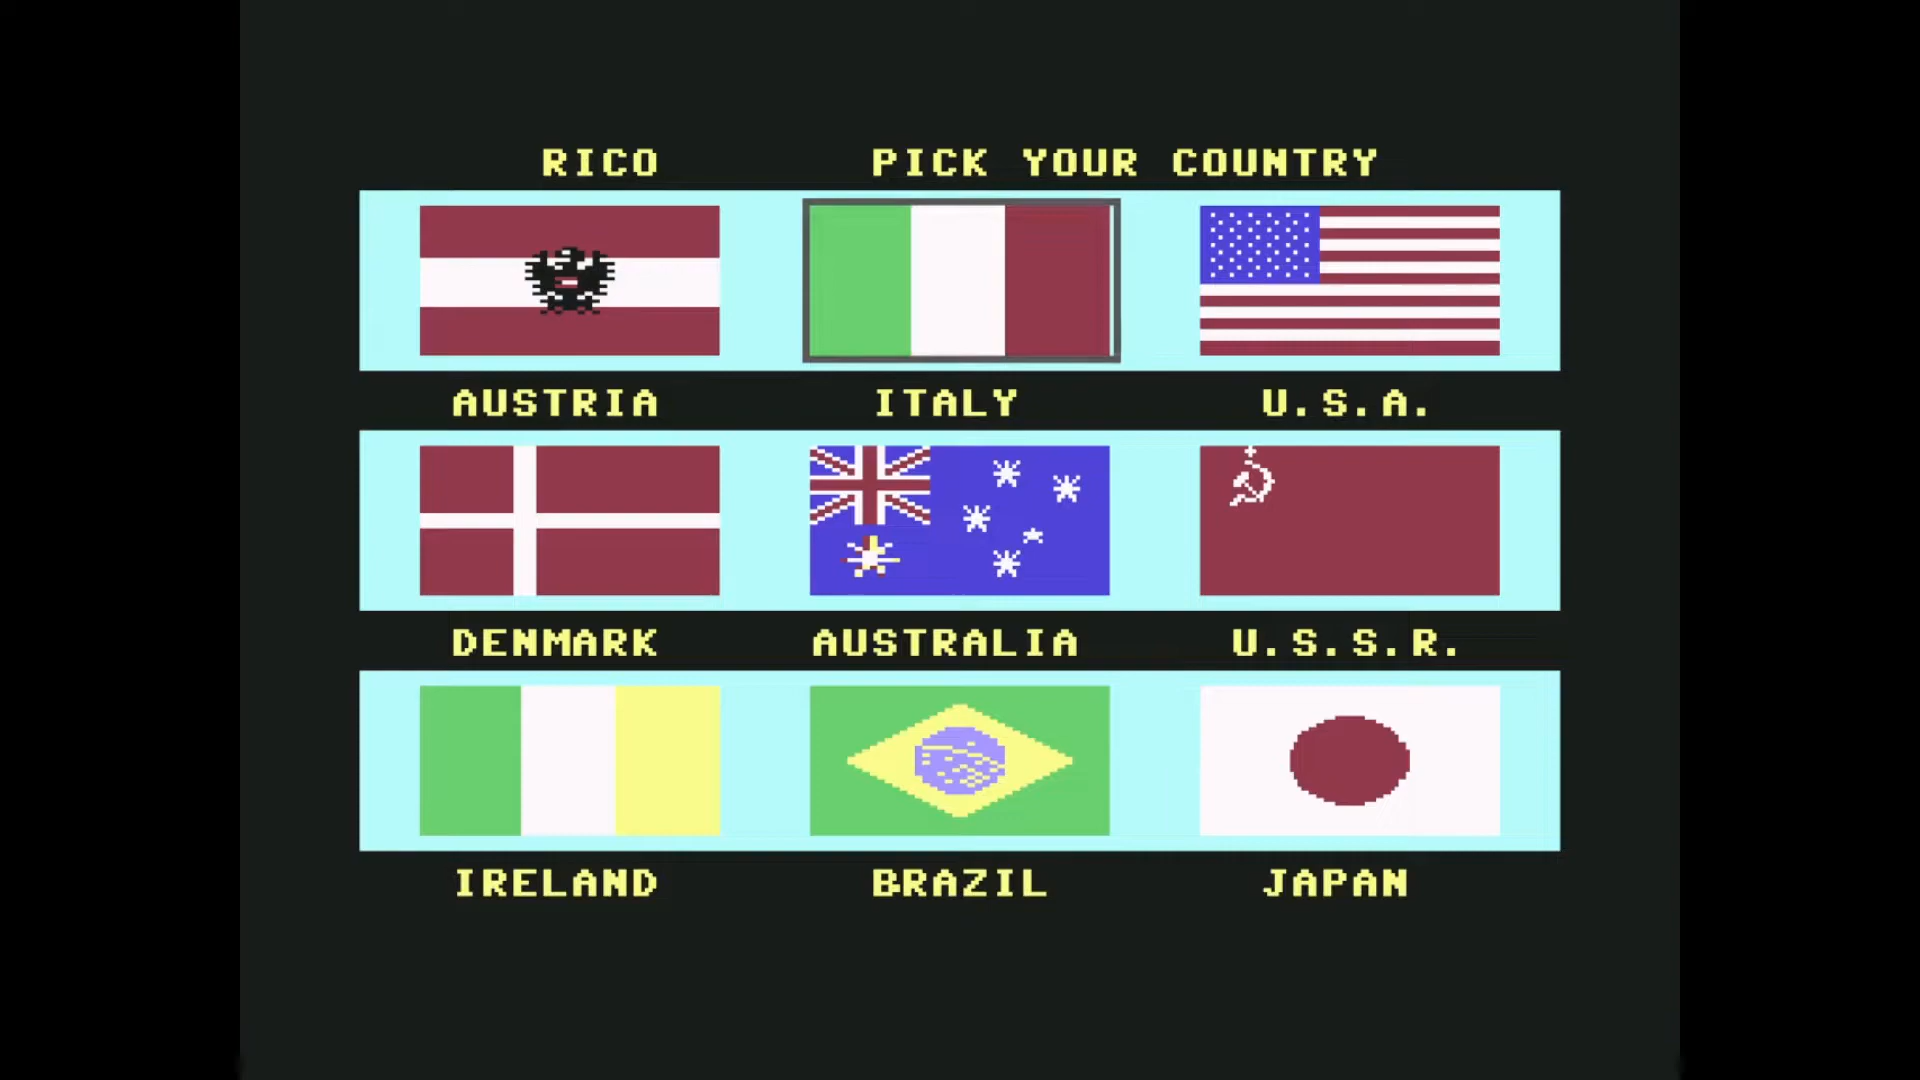 RICO PICK YOUR COUNTRY
AUSTRIA ITALY U.S.A.
DENMARK AUSTRALIA U.S.S.R.
IRELAND BRAZIL JAPAN